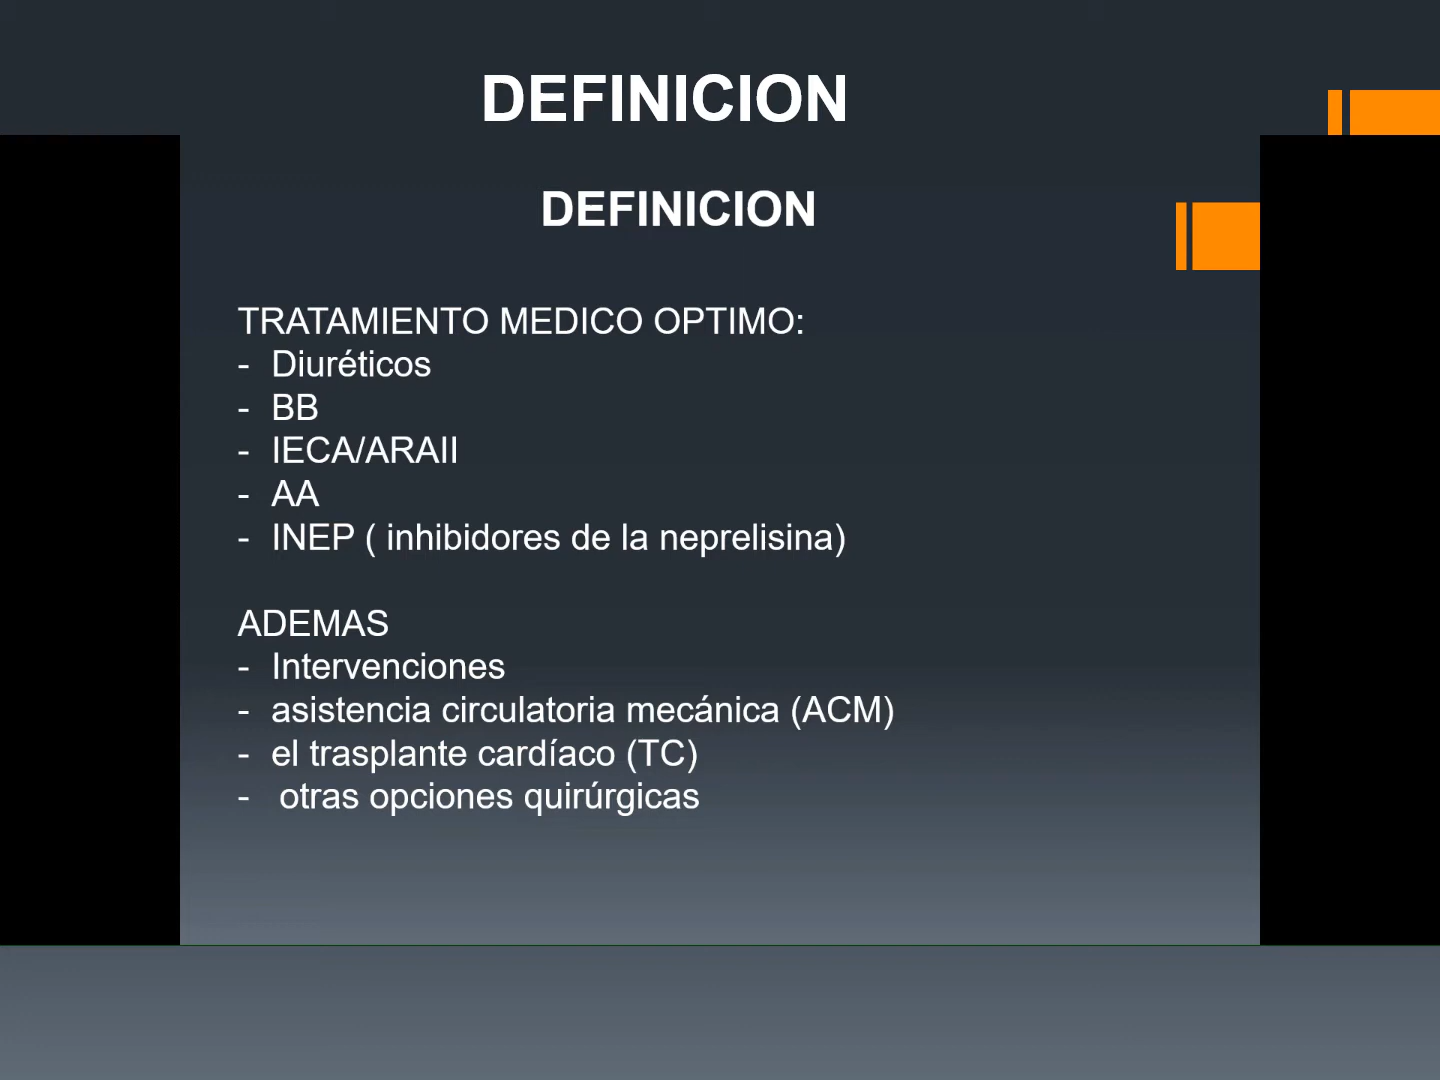 DEFINICION
DEFINICION
TRATAMIENTO MEDICO OPTIMO:
- Diuréticos
- BB
- IECA/ARAII
- AA
- INEP ( inhibidores de la neprelisina)
ADEMAS
- Intervenciones
- asistencia circulatoria mecánica (ACM)
- el trasplante cardíaco (TC)
- otras opciones quirúrgicas